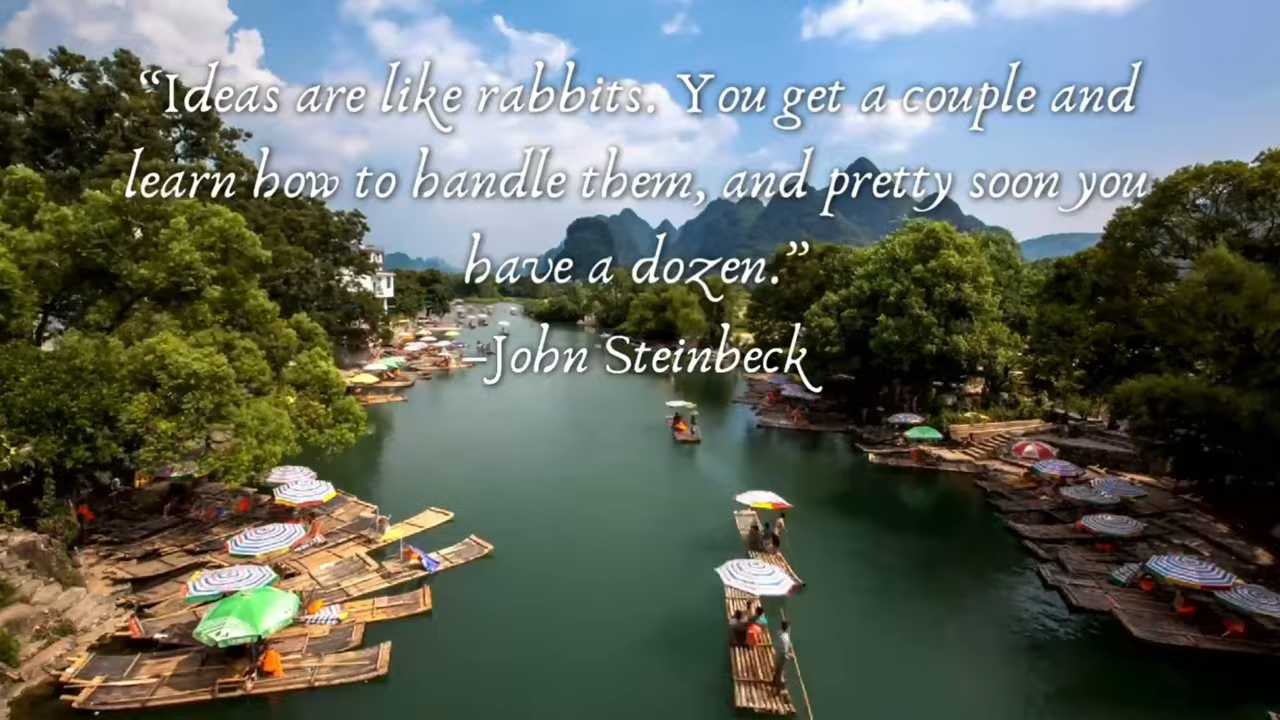 “Ideas are like rabbits. You get a couple and
learn how to handle them, and pretty soon you
have a dozen.”
–John Steinbeck